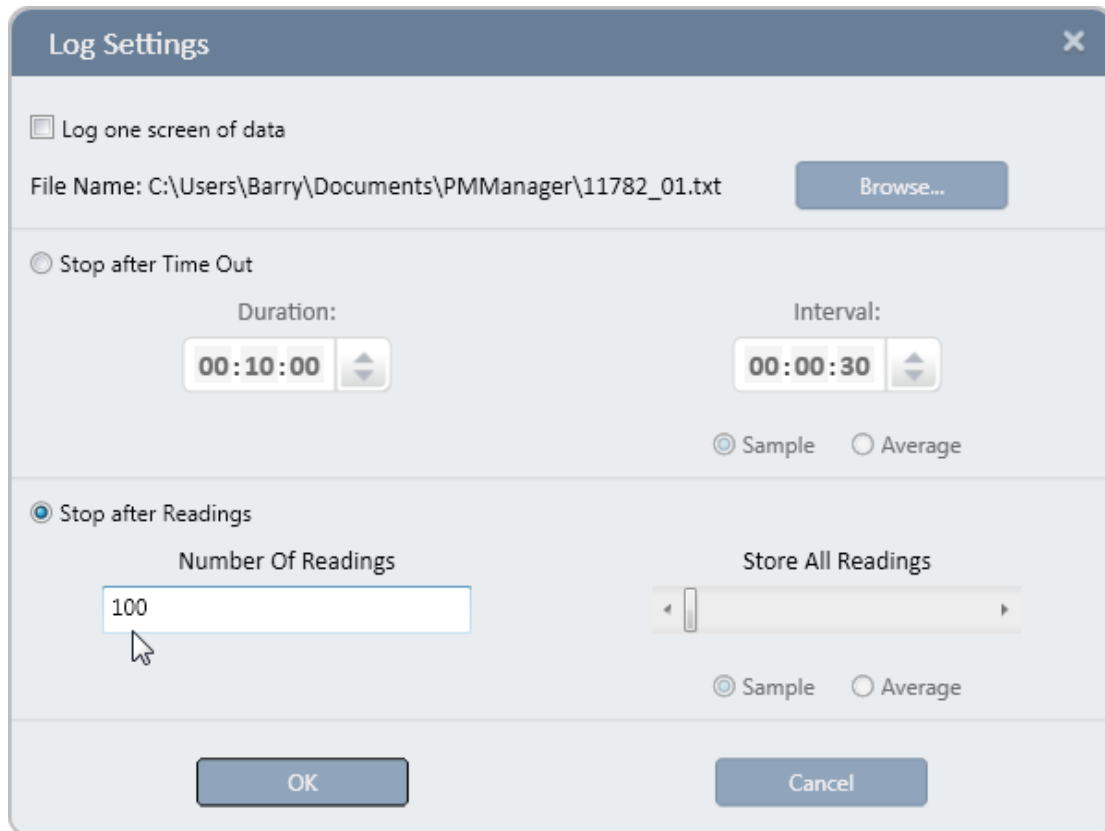 Log Settings
Log one screen of data
File Name: C:\Users\Barry\Documents\PMManager\11782_01.txt Browse...
Stop after Time Out
Duration: Interval:
00:10:00 00:00:30
Sample Average
Stop after Readings
Number Of Readings Store All Readings
100
Sample Average
OK Cancel